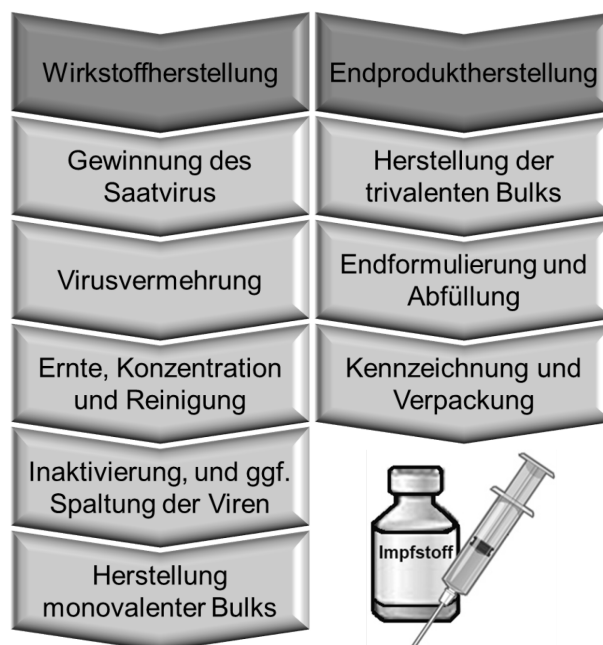 Wirkstoffherstellung
Gewinnung des
Saatvirus
Virusvermehrung
Ernte, Konzentration
und Reinigung
Inaktivierung, und ggf.
Spaltung der Viren
Herstellung
monovalenter Bulks
Endproduktherstellung
Herstellung der
trivalenten Bulks
Endformulierung und
Abfüllung
Kennzeichnung und
Verpackung
Impfstoff